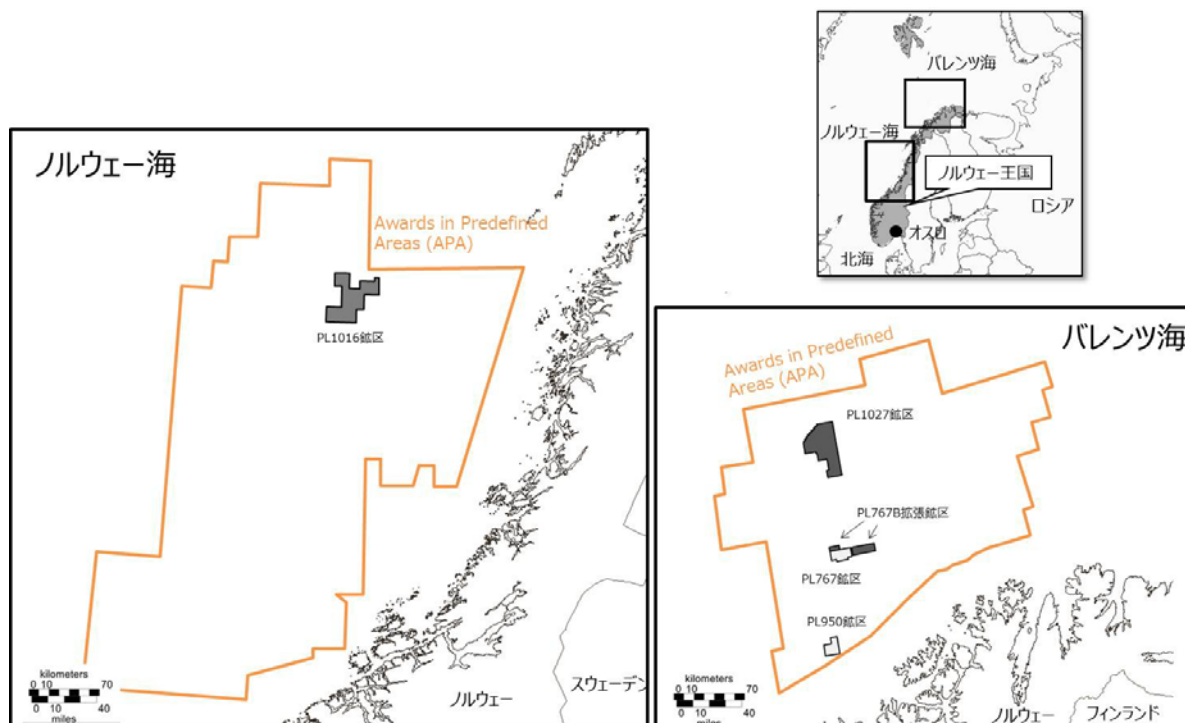 ノルウェー海
Awards in Predefined
Areas (APA)
PL1016鉱区
kilometers
0 10 70
0 10 40
miles
ノルウェー
スウェーデン
バレンツ海
ノルウェー海
ノルウェー王国
ロシア
オスロ
北海
バレンツ海
Awards in Predefined
Areas (APA)
PL1027鉱区
PL767B拡張鉱区
PL767鉱区
PL950鉱区
kilometers
0 10 70
0 10 40
miles
ノルウェー
フィンランド